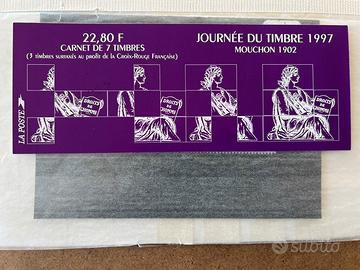 22,80 F
CARNET DE 7 TIMBRES
(3 TIMBRES SURTAXÉS AU PROFIT DE LA CROIX-ROUGE FRANÇAISE)
JOURNÉE DU TIMBRE 1997
MOUCHON 1902
LA POSTE
DROITS DE L'HOMME
DROITS DE L'HOMME
subito